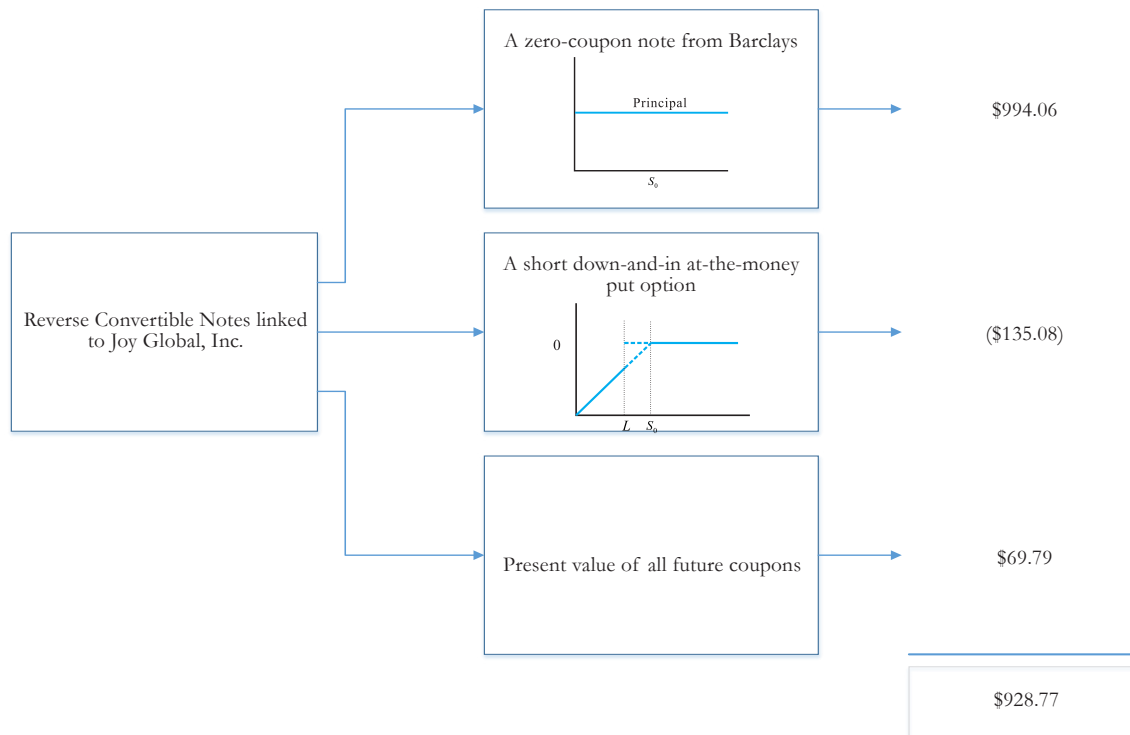 A zero-coupon note from Barclays
Principal
S₀
$994.06
Reverse Convertible Notes linked
to Joy Global, Inc.
A short down-and-in at-the-money
put option
0
L S₀
($135.08)
Present value of all future coupons
$69.79
$928.77